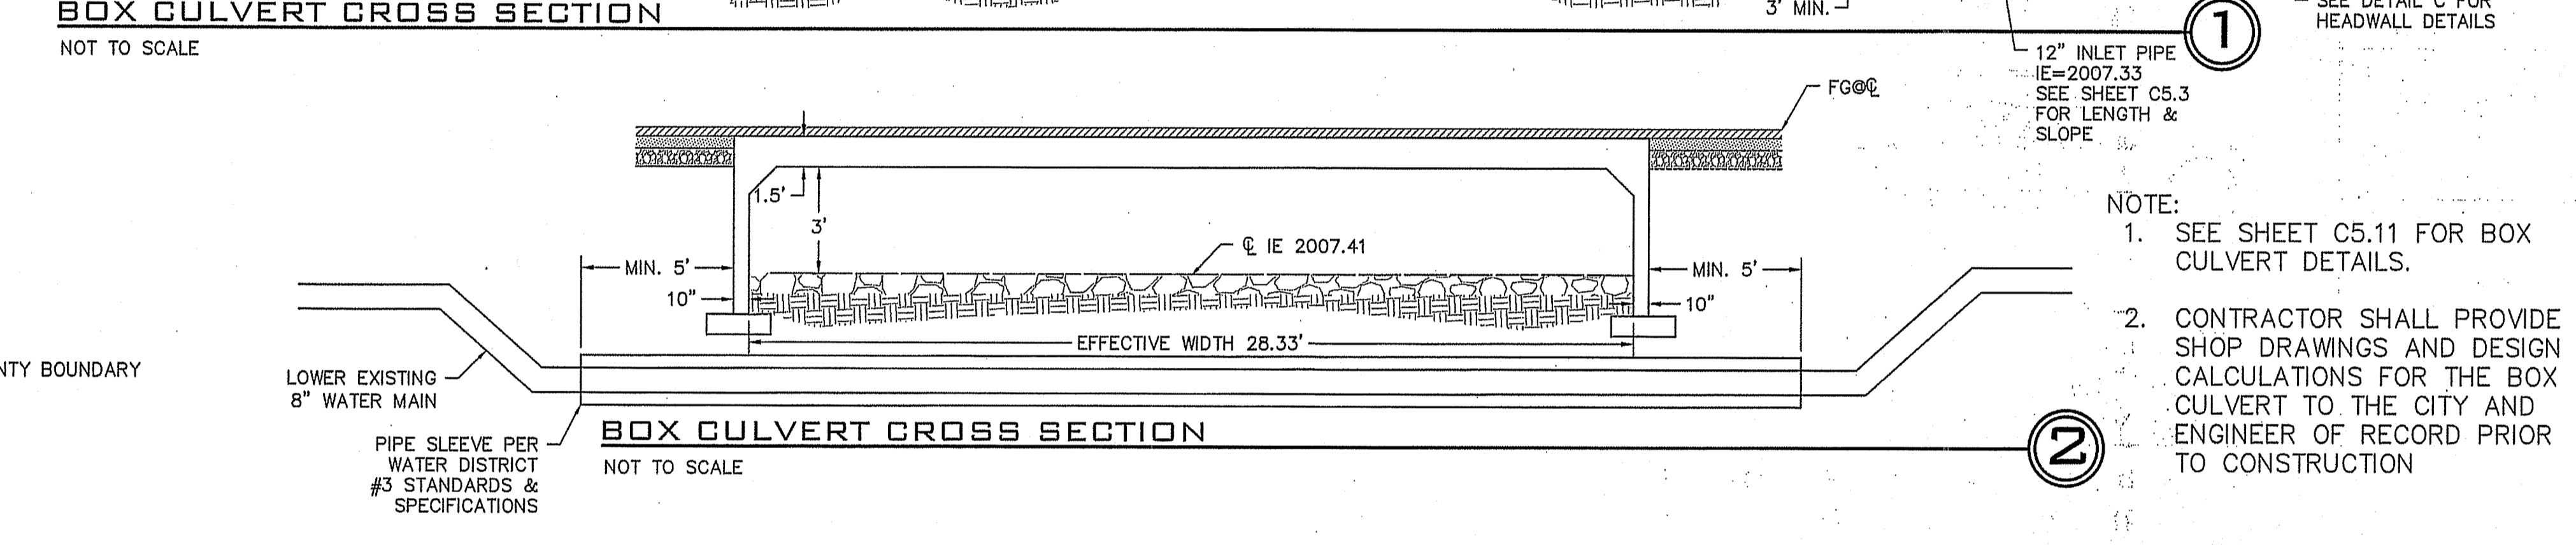 BOX CULVERT CROSS SECTION
NOT TO SCALE
3' MIN.
1
SEE DETAIL C FOR
HEADWALL DETAILS
12" INLET PIPE
IE=2007.33
SEE SHEET C5.3
FOR LENGTH &
SLOPE
FG@℄
1.5'
3'
℄ IE 2007.41
MIN. 5'
10"
MIN. 5'
10"
EFFECTIVE WIDTH 28.33'
BOUNDARY
LOWER EXISTING
8" WATER MAIN
PIPE SLEEVE PER
WATER DISTRICT
#3 STANDARDS &
SPECIFICATIONS
BOX CULVERT CROSS SECTION
NOT TO SCALE
2
NOTE:
1. SEE SHEET C5.11 FOR BOX
CULVERT DETAILS.
2. CONTRACTOR SHALL PROVIDE
SHOP DRAWINGS AND DESIGN
CALCULATIONS FOR THE BOX
CULVERT TO THE CITY AND
ENGINEER OF RECORD PRIOR
TO CONSTRUCTION